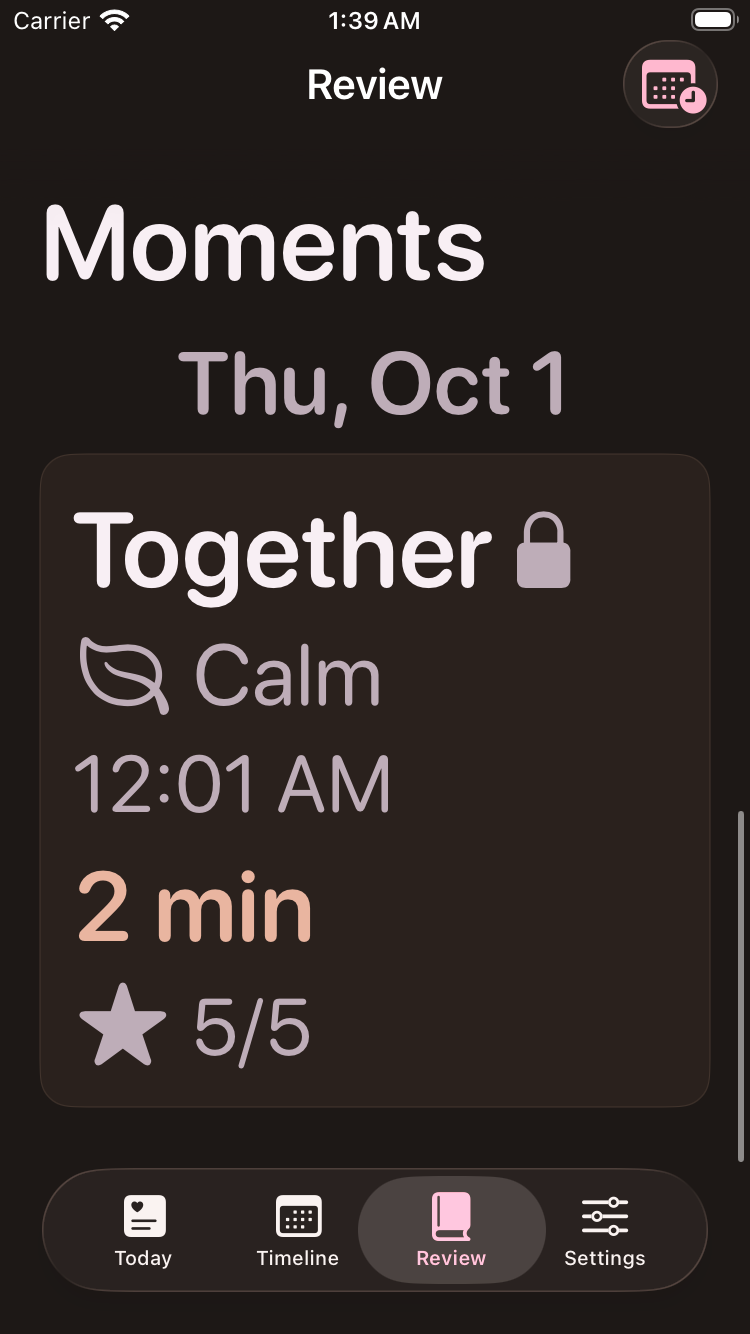 Carrier 1:39 AM
Review
Moments
Thu, Oct 1
Together
Calm
12:01 AM
2 min
5/5
Today Timeline Review Settings